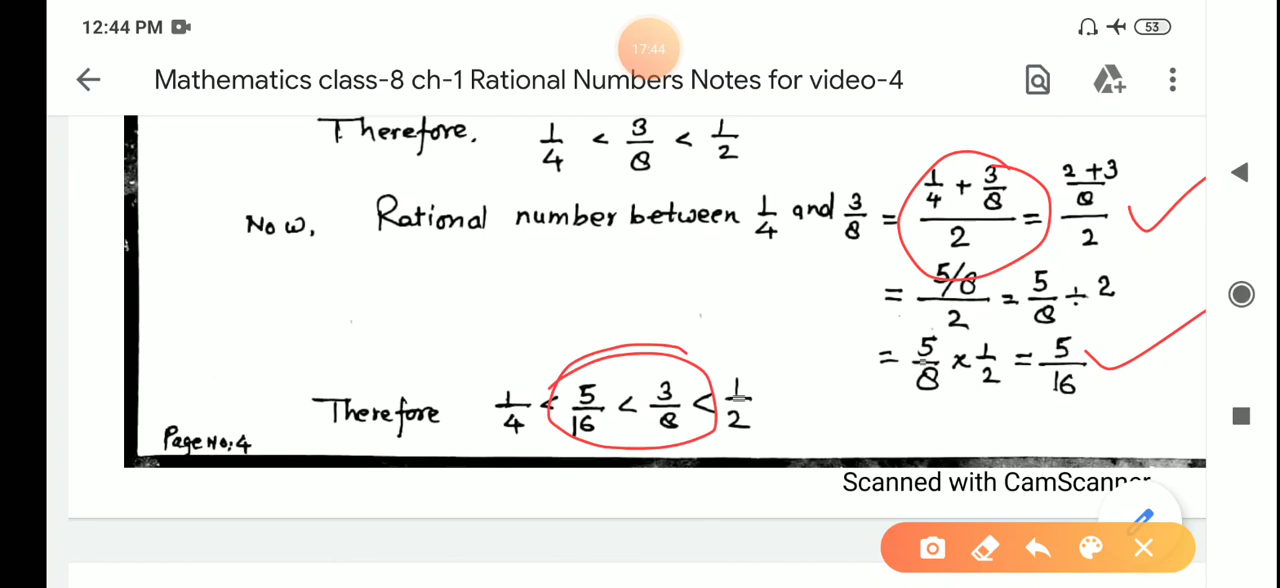 12:44 PM 53
17:44
Mathematics class-8 ch-1 Rational Numbers Notes for video-4
Therefore, 1/4 < 3/8 < 1/2
Now, Rational number between 1/4 and 3/8 = (1/4 + 3/8)/2 = ((2+3)/8)/2
= (5/8)/2 = 5/8 ÷ 2
= 5/8 x 1/2 = 5/16
Therefore 1/4 < 5/16 < 3/8 < 1/2
Page No; 4
Scanned with CamScanner